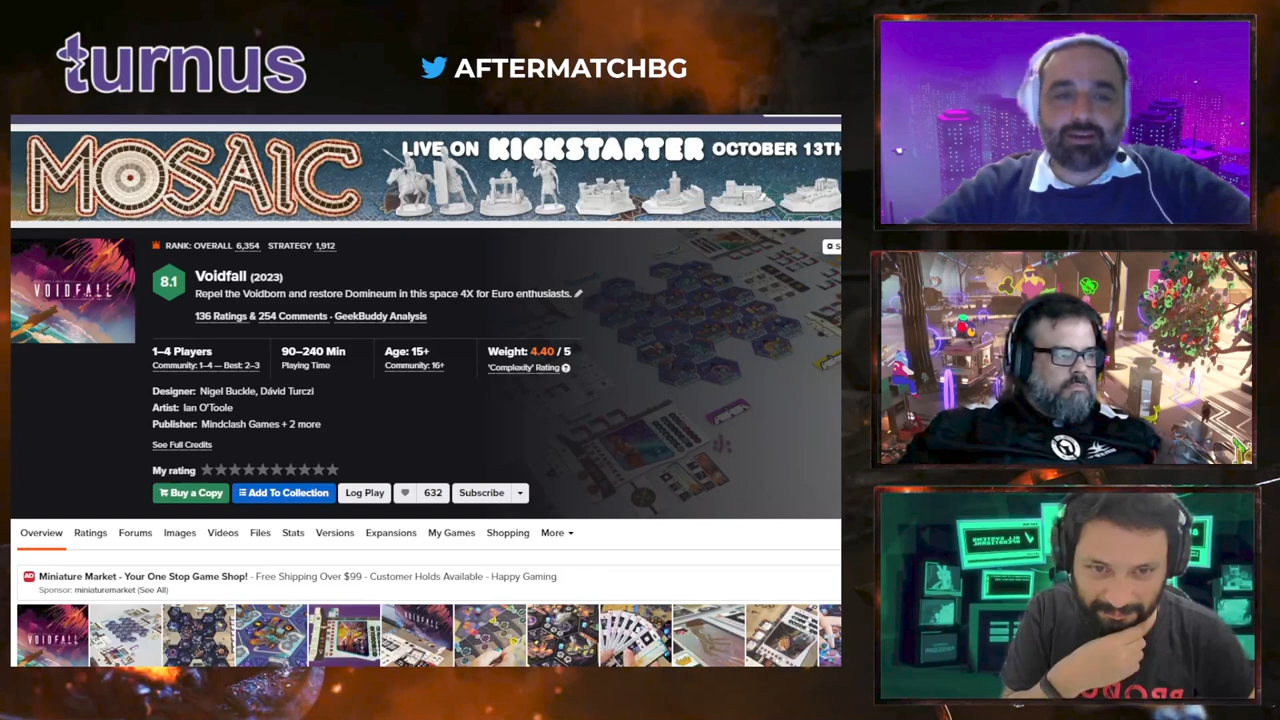 turnus
AFTERMATCHBG
MOSAIC
LIVE ON KICKSTARTER OCTOBER 13TH
RANK: OVERALL 6,354 STRATEGY 1,912
8.1
Voidfall (2023)
Repel the Voidborn and restore Domineum in this space 4X for Euro enthusiasts.
136 Ratings & 254 Comments · GeekBuddy Analysis
VOIDFALL
1–4 Players
Community: 1–4 — Best: 2–3
90–240 Min
Playing Time
Age: 15+
Community: 16+
Weight: 4.40 / 5
'Complexity' Rating
Designer: Nigel Buckle, Dávid Turczi
Artist: Ian O'Toole
Publisher: Mindclash Games + 2 more
See Full Credits
My rating
Buy a Copy
Add To Collection
Log Play
632
Subscribe
Overview Ratings Forums Images Videos Files Stats Versions Expansions My Games Shopping More
AD Miniature Market - Your One Stop Game Shop! - Free Shipping Over $99 - Customer Holds Available - Happy Gaming
Sponsor: miniaturemarket (See All)
VOIDFALL